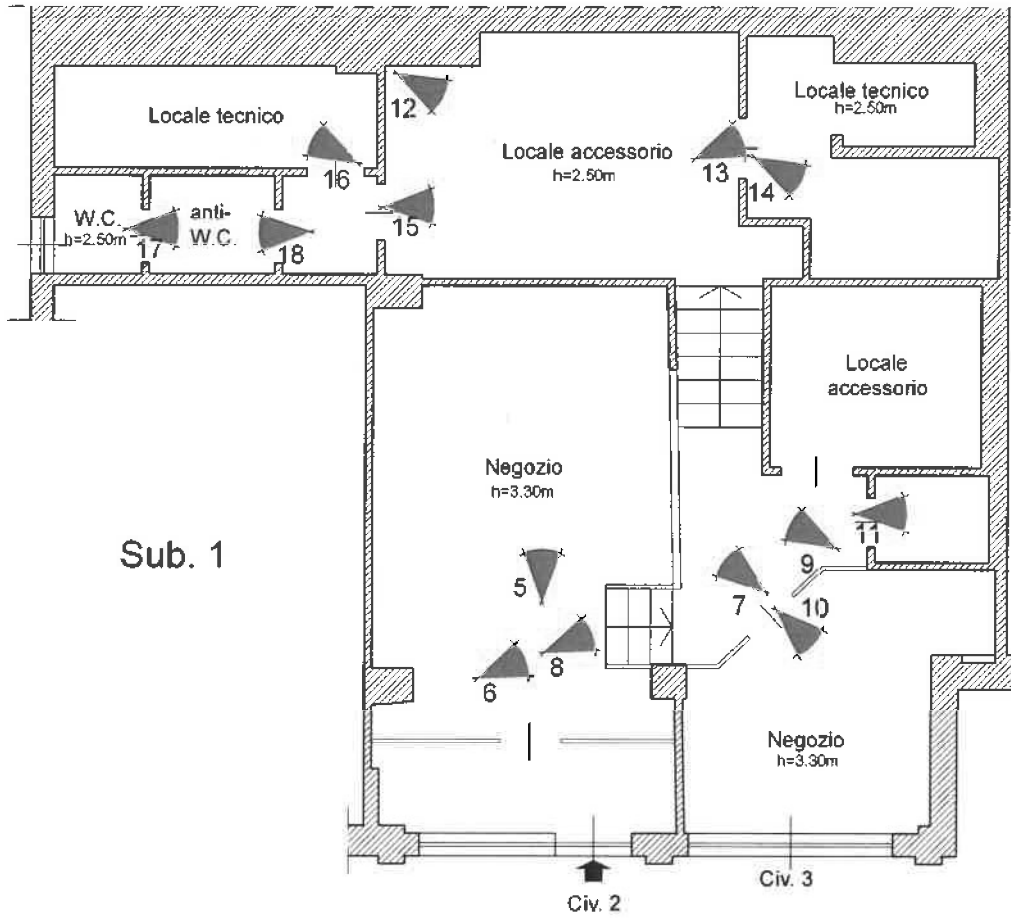 12
Locale tecnico
Locale tecnico
h=2.50m
Locale accessorio
h=2.50m
13
14
16
15
W.C.
h=2.50m
17
anti-
W.C.
18
Locale
accessorio
Negozio
h=3.30m
Sub. 1
5
11
9
7
10
8
6
Negozio
h=3.30m
Civ. 2
Civ. 3